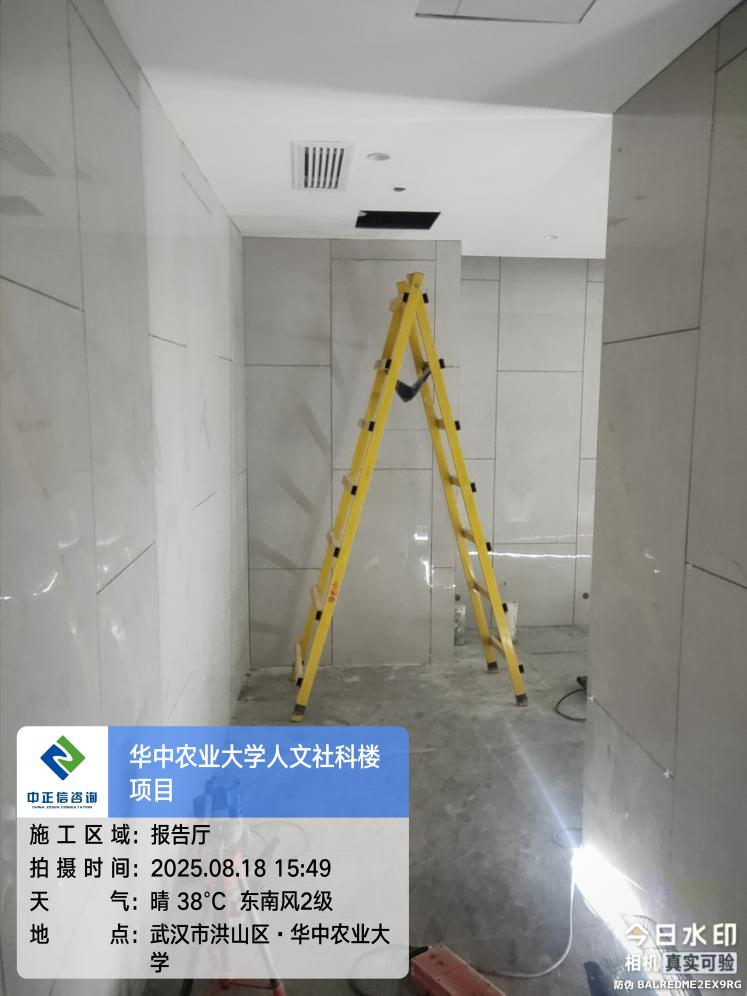 华中农业大学人文社科楼
项目
中正信咨询
CHINA ZOSEN CONSULTATION
施工区域：报告厅
拍摄时间：2025.08.18 15:49
天气：晴 38℃ 东南风2级
地点：武汉市洪山区·华中农业大
学
今日水印
相机 真实可验
防伪 BALREDME2EX9RG